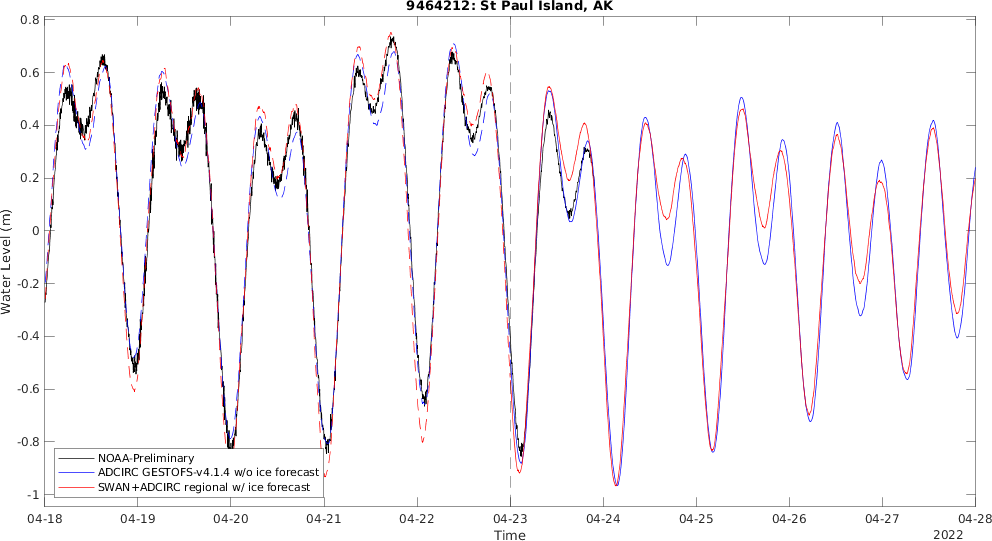 9464212: St Paul Island, AK
Water Level (m)
0.8
0.6
0.4
0.2
0
-0.2
-0.4
-0.6
-0.8
-1
NOAA-Preliminary
ADCIRC GESTOFS-v4.1.4 w/o ice forecast
SWAN+ADCIRC regional w/ ice forecast
04-18 04-19 04-20 04-21 04-22 04-23 04-24 04-25 04-26 04-27 04-28
Time
2022